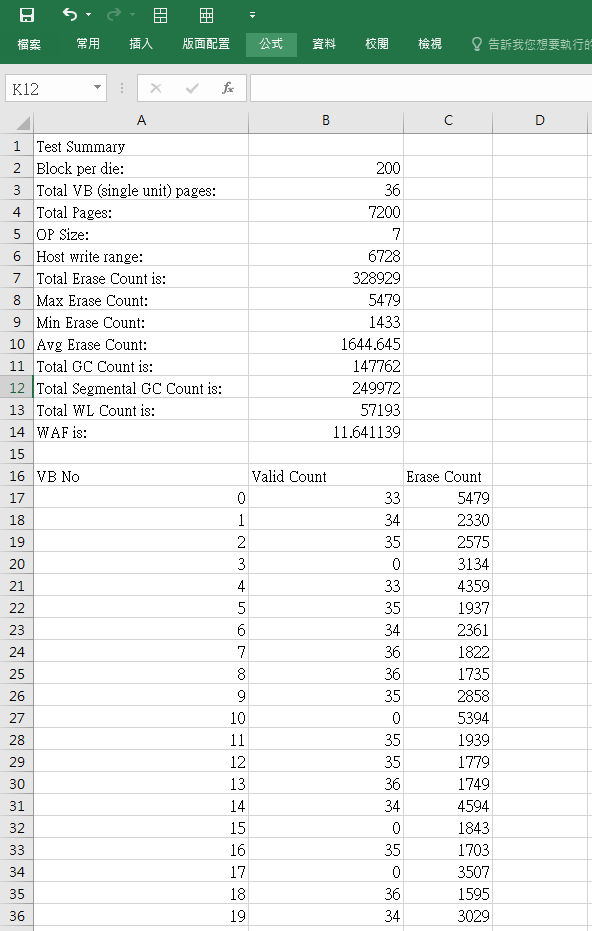 檔案 常用 插入 版面配置 公式 資料 校閱 檢視 告訴我您想要執行的
K12 fx
A B C D
1 Test Summary
2 Block per die: 200
3 Total VB (single unit) pages: 36
4 Total Pages: 7200
5 OP Size: 7
6 Host write range: 6728
7 Total Erase Count is: 328929
8 Max Erase Count: 5479
9 Min Erase Count: 1433
10 Avg Erase Count: 1644.645
11 Total GC Count is: 147762
12 Total Segmental GC Count is: 249972
13 Total WL Count is: 57193
14 WAF is: 11.641139
15
16 VB No Valid Count Erase Count
17 0 33 5479
18 1 34 2330
19 2 35 2575
20 3 0 3134
21 4 33 4359
22 5 35 1937
23 6 34 2361
24 7 36 1822
25 8 36 1735
26 9 35 2858
27 10 0 5394
28 11 35 1939
29 12 35 1779
30 13 36 1749
31 14 34 4594
32 15 0 1843
33 16 35 1703
34 17 0 3507
35 18 36 1595
36 19 34 3029